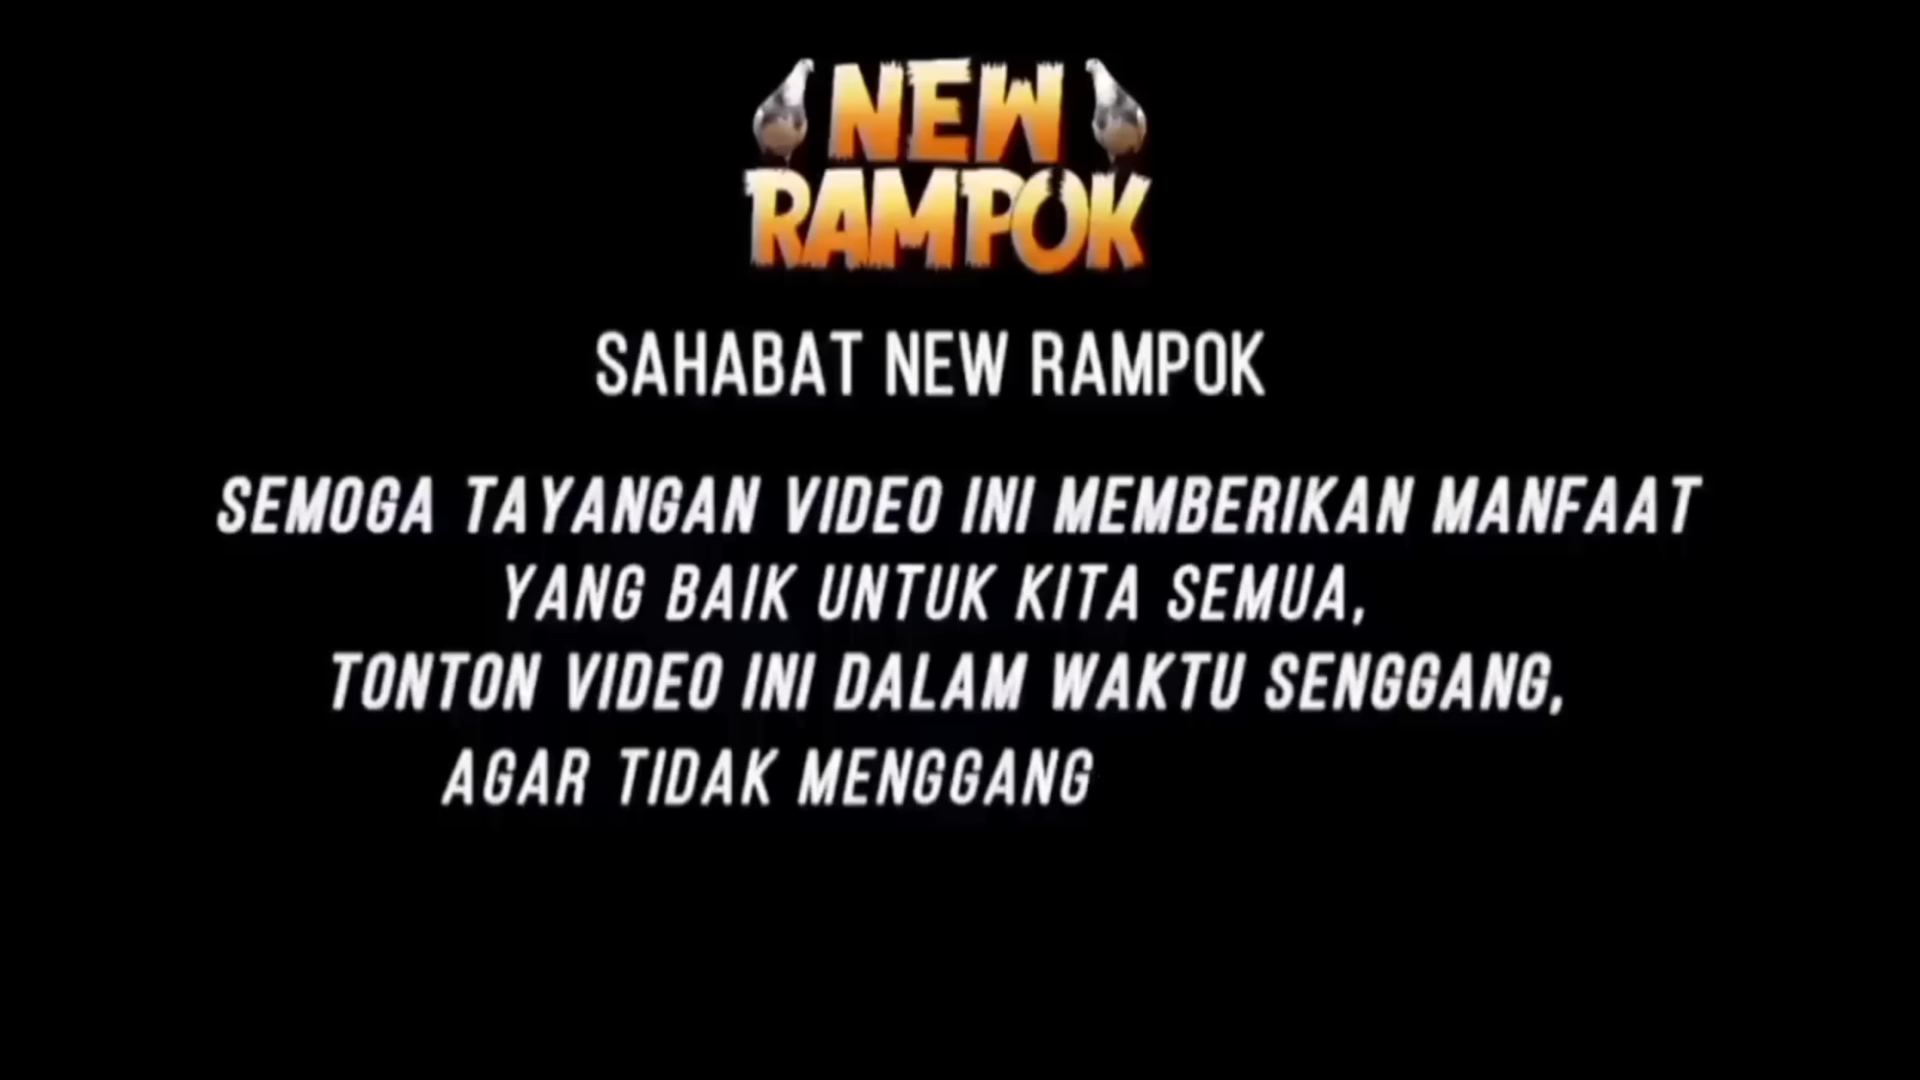 NEW
RAMPOK
SAHABAT NEW RAMPOK
SEMOGA TAYANGAN VIDEO INI MEMBERIKAN MANFAAT
YANG BAIK UNTUK KITA SEMUA,
TONTON VIDEO INI DALAM WAKTU SENGGANG,
AGAR TIDAK MENGGANG